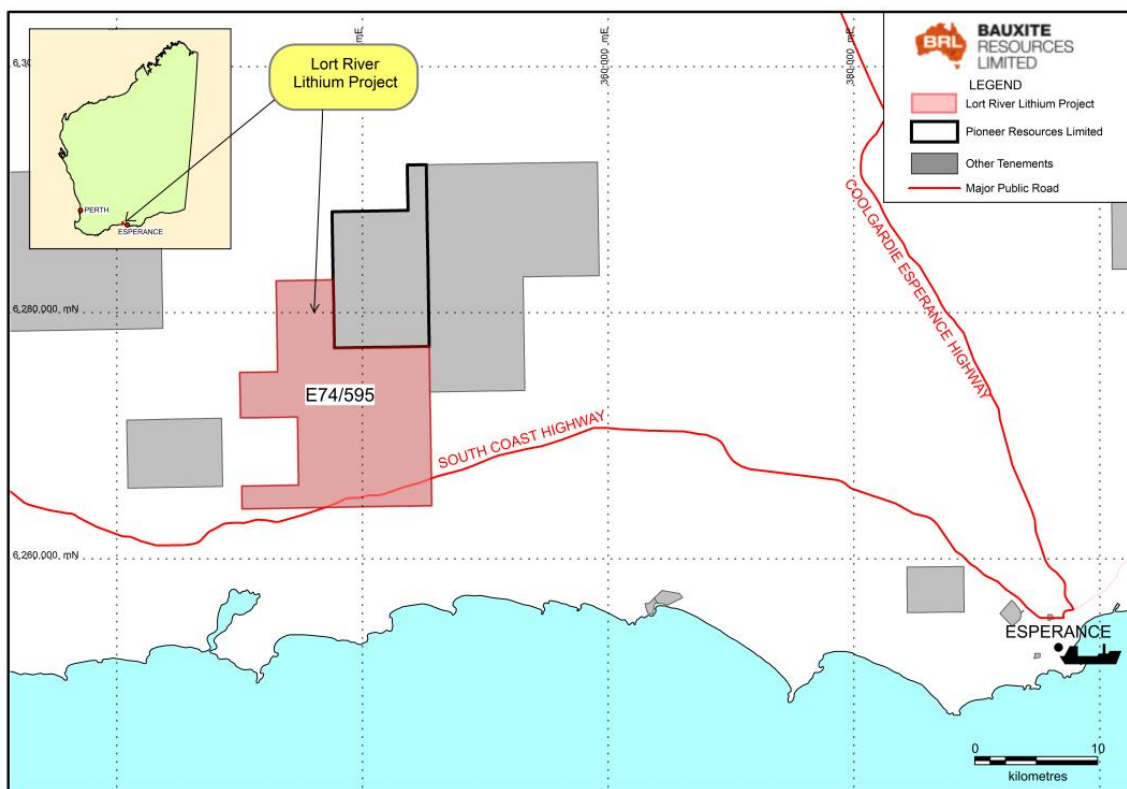 Lort River
Lithium Project
PERTH
ESPERANCE
mE,
360,000, mE
380,000, mE
BRL
BAUXITE
RESOURCES
LIMITED
LEGEND
Lort River Lithium Project
Pioneer Resources Limited
Other Tenements
Major Public Road
COOLGARDIE ESPERANCE HIGHWAY
6,280,000, mN
E74/595
SOUTH COAST HIGHWAY
6,260,000, mN
ESPERANCE
0 10
kilometres